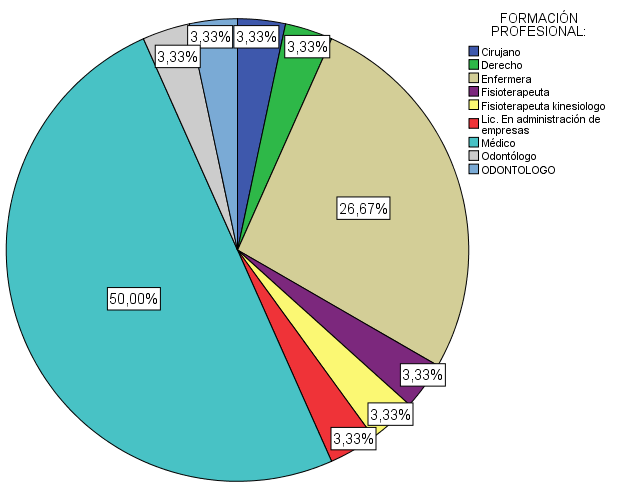 FORMACIÓN
PROFESIONAL:
Cirujano
Derecho
Enfermera
Fisioterapeuta
Fisioterapeuta kinesiologo
Lic. En administración de
empresas
Médico
Odontólogo
ODONTOLOGO
3,33%
3,33%
3,33%
3,33%
26,67%
50,00%
3,33%
3,33%
3,33%